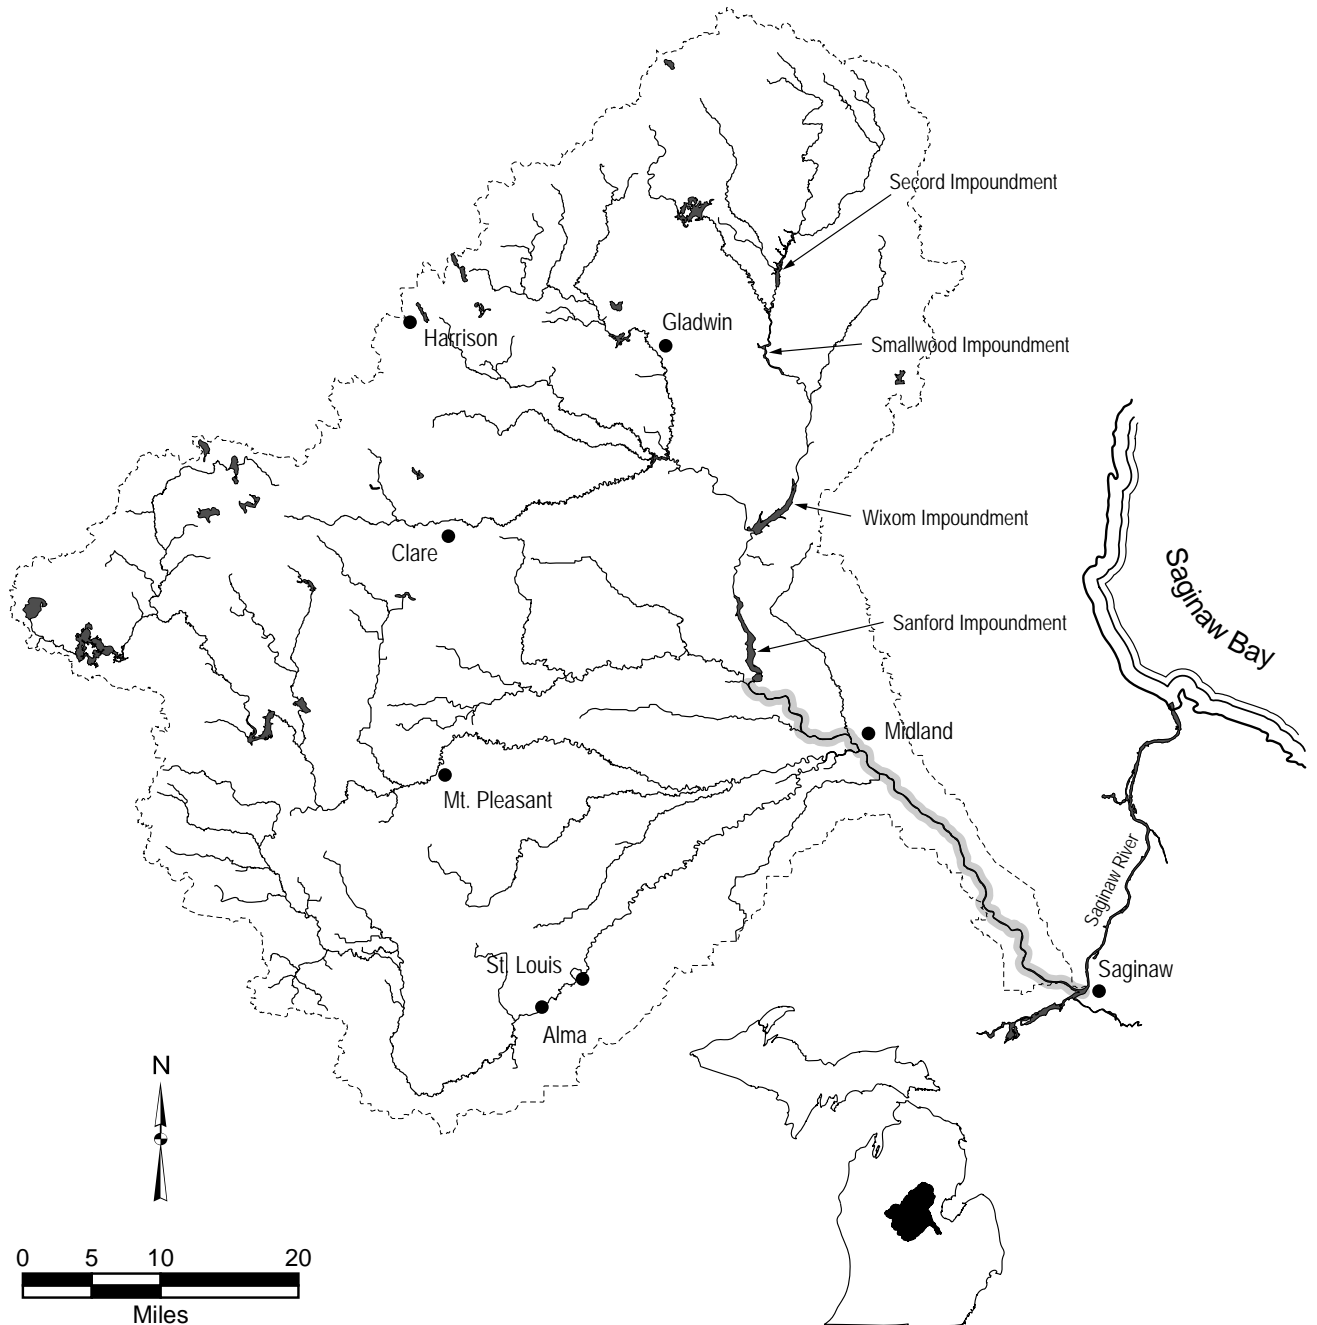 Secord Impoundment
Gladwin
Harrison
Smallwood Impoundment
Wixom Impoundment
Clare
Saginaw Bay
Sanford Impoundment
Midland
Mt. Pleasant
Saginaw River
St. Louis
Saginaw
Alma
N
0 5 10 20
Miles